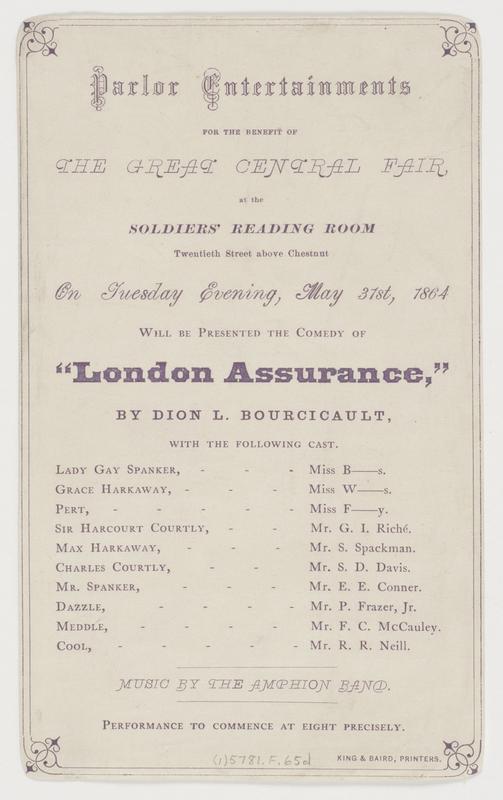 Parlor Entertainments
FOR THE BENEFIT OF
THE GREAT CENTRAL FAIR,
at the
SOLDIERS' READING ROOM
Twentieth Street above Chestnut
On Tuesday Evening, May 31st, 1864
WILL BE PRESENTED THE COMEDY OF
"London Assurance,"
BY DION L. BOURCICAULT,
WITH THE FOLLOWING CAST.
LADY GAY SPANKER, - - - Miss B——s.
GRACE HARKAWAY, - - - Miss W——s.
PERT, - - - - - Miss F——y.
SIR HARCOURT COURTLY, - - Mr. G. I. Riché.
MAX HARKAWAY, - - - Mr. S. Spackman.
CHARLES COURTLY, - - - Mr. S. D. Davis.
MR. SPANKER, - - - Mr. E. E. Conner.
DAZZLE, - - - - Mr. P. Frazer, Jr.
MEDDLE, - - - - Mr. F. C. McCauley.
COOL, - - - - - Mr. R. R. Neill.
MUSIC BY THE AMPHION BAND.
PERFORMANCE TO COMMENCE AT EIGHT PRECISELY.
(1)5781.F.65d
KING & BAIRD, PRINTERS.